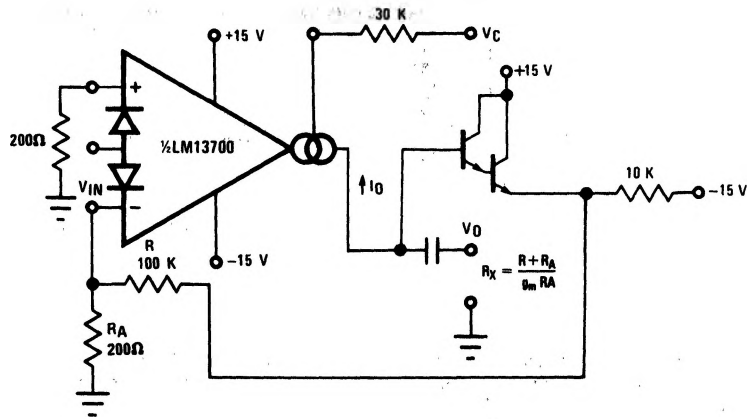 30 K
VC
+15 V
+15 V
+
200Ω
½LM13700
IO
10 K
-15 V
VIN
-
-15 V
VO
R
100 K
RX = R + RA
gm RA
RA
200Ω